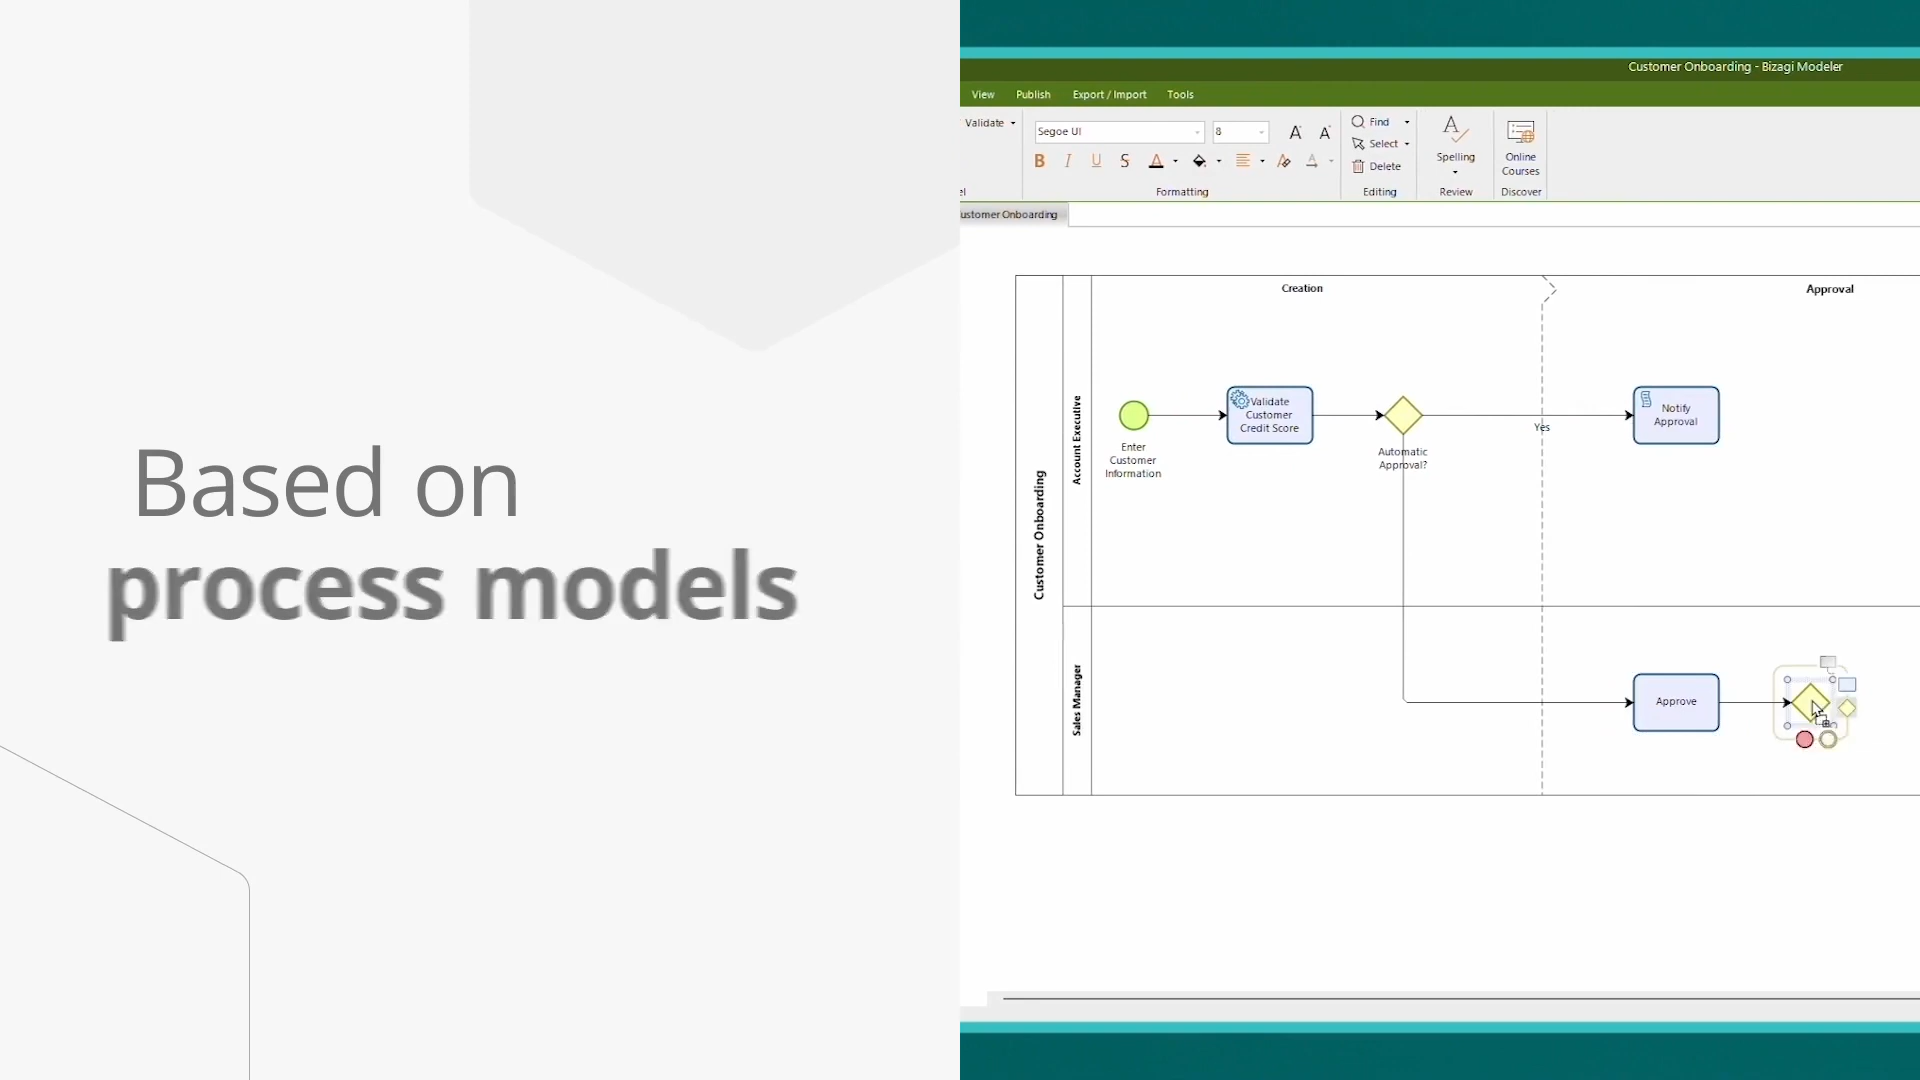 Based on
process models
Customer Onboarding - Bizagi Modeler
View Publish Export / Import Tools
Validate
Segoe UI 8
Find
Select
Delete
B I U S A
Spelling
Online
Courses
Formatting Editing Review Discover
ustomer Onboarding
Creation Approval
Customer Onboarding
Account Executive
Enter
Customer
Information
Validate
Customer
Credit Score
Automatic
Approval?
Yes
Notify
Approval
Sales Manager
Approve